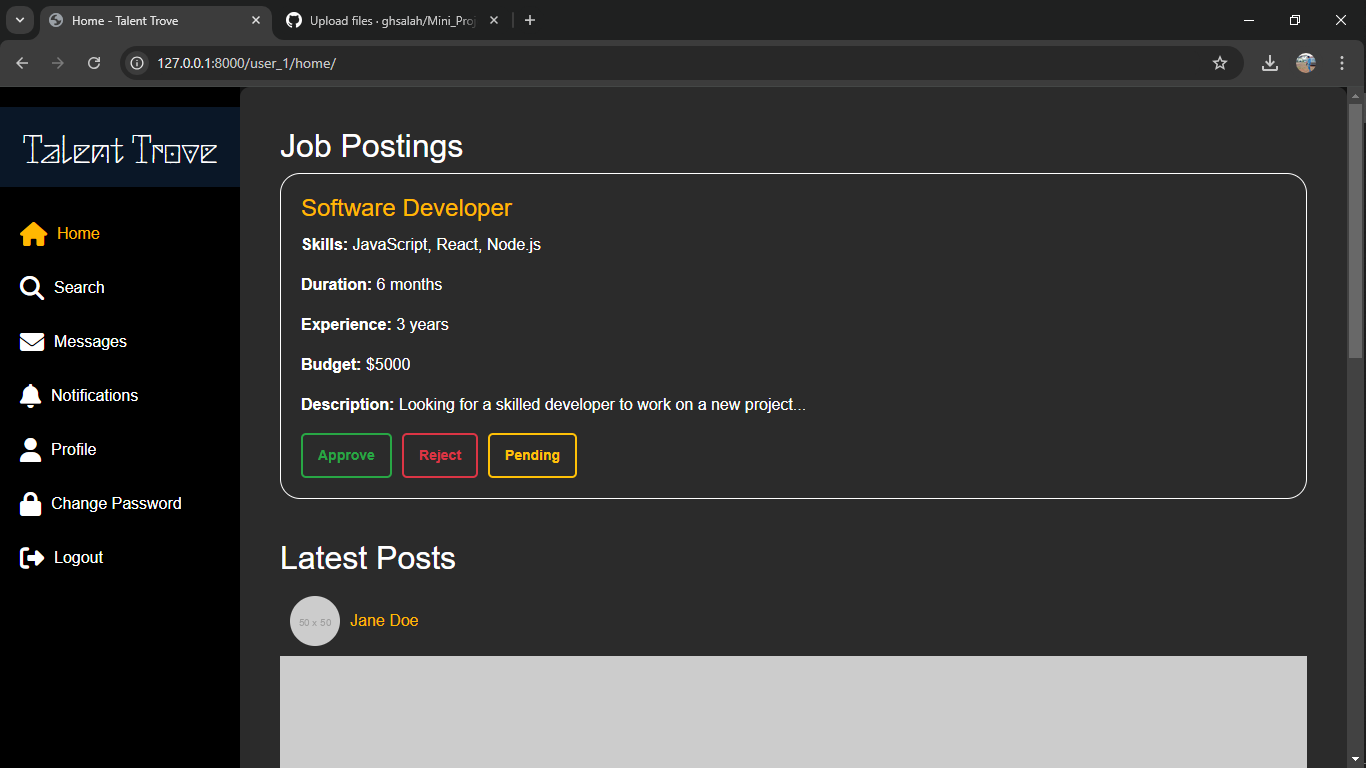 Home - Talent Trove
Upload files · ghsalah/Mini_Proj
127.0.0.1:8000/user_1/home/
Talent Trove
Home
Search
Messages
Notifications
Profile
Change Password
Logout
Job Postings
Software Developer
Skills: JavaScript, React, Node.js
Duration: 6 months
Experience: 3 years
Budget: $5000
Description: Looking for a skilled developer to work on a new project...
Approve Reject Pending
Latest Posts
50 x 50
Jane Doe